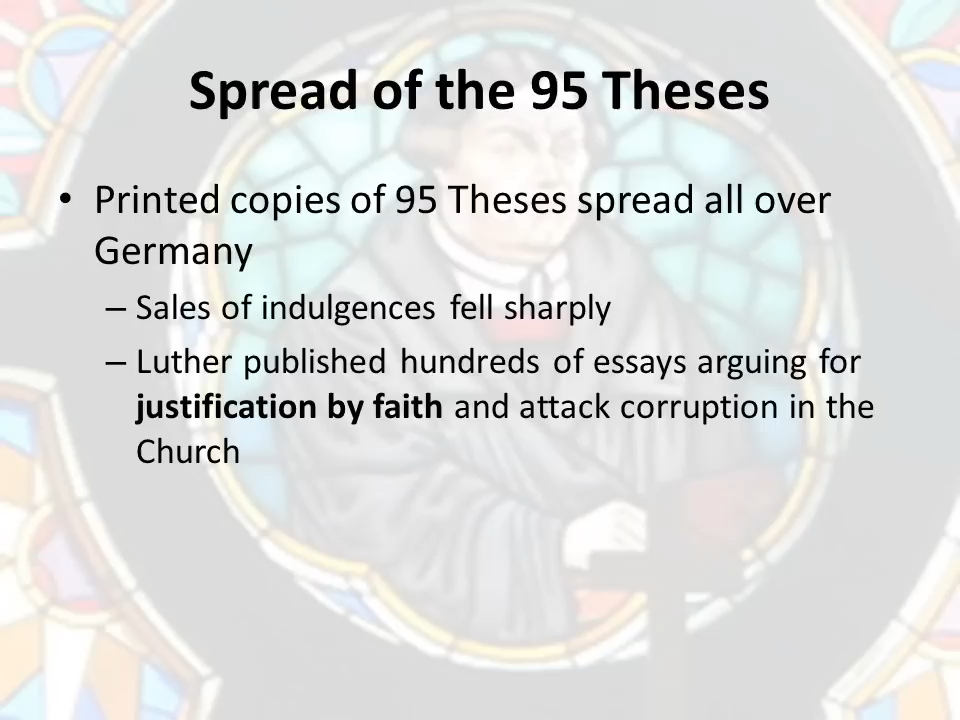 Spread of the 95 Theses
• Printed copies of 95 Theses spread all over
Germany
– Sales of indulgences fell sharply
– Luther published hundreds of essays arguing for
justification by faith and attack corruption in the
Church